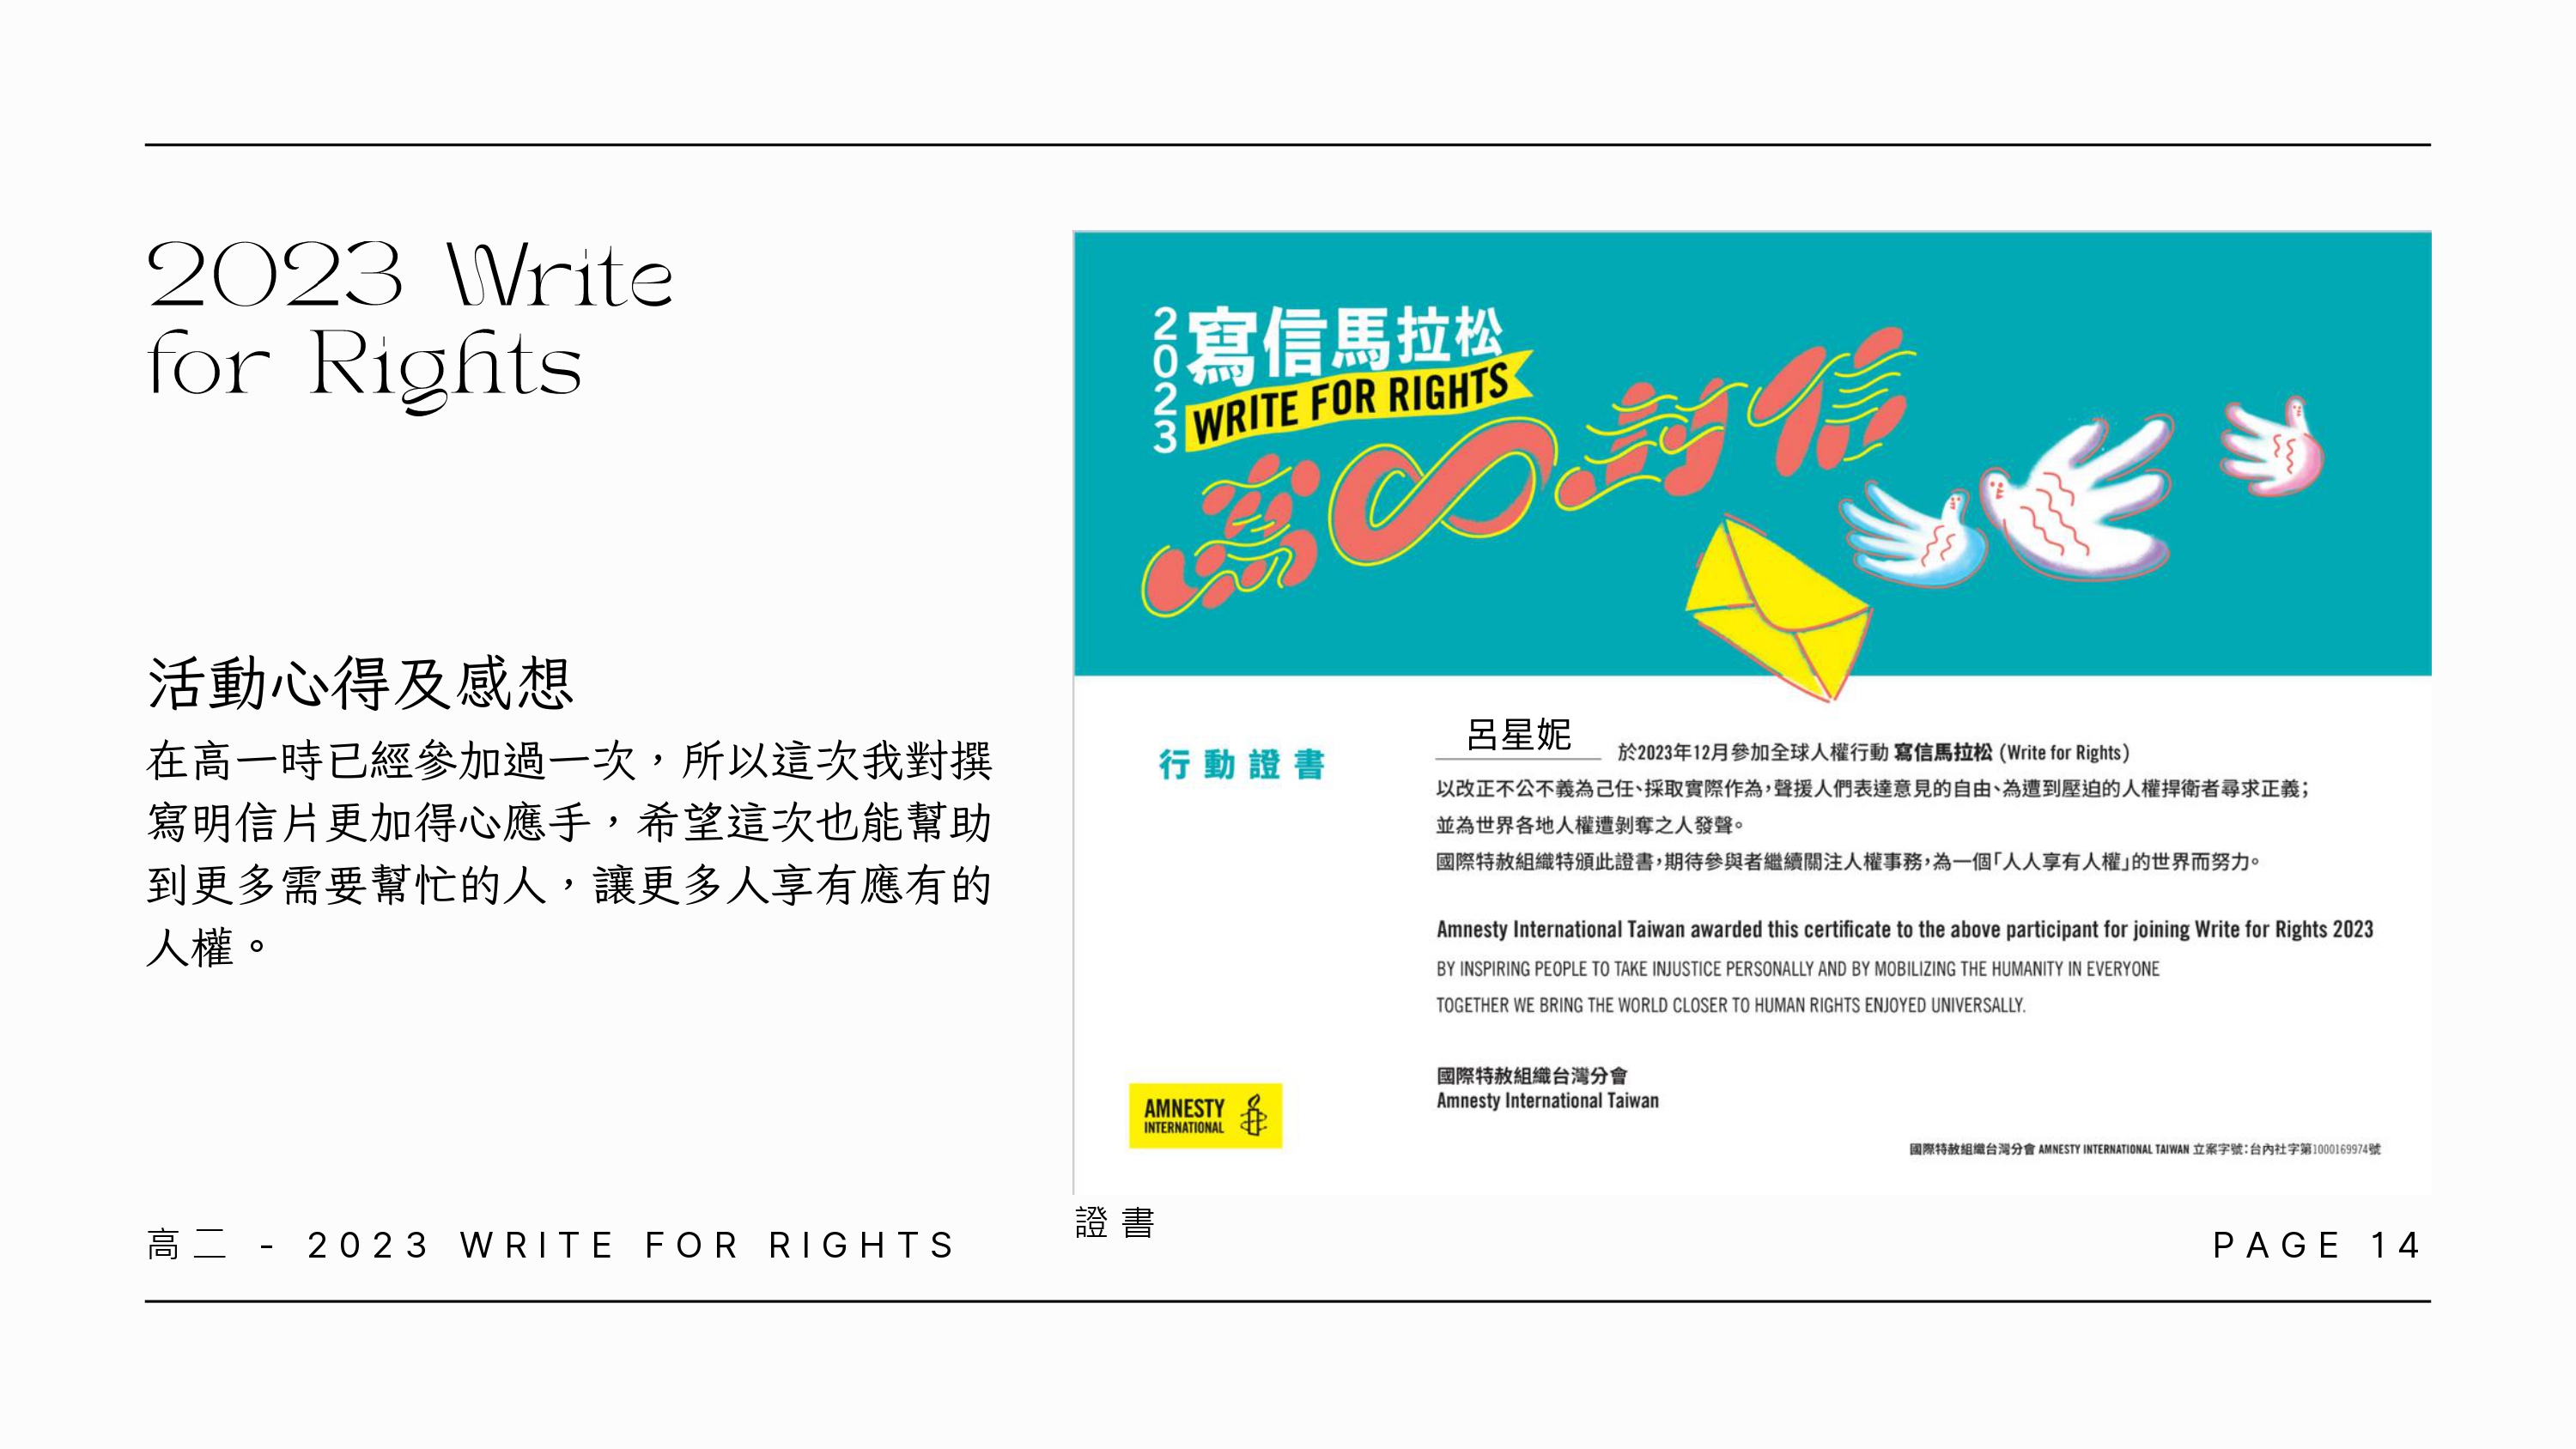 2023 Write
for Rights
活動心得及感想
在高一時已經參加過一次，所以這次我對撰
寫明信片更加得心應手，希望這次也能幫助
到更多需要幫忙的人，讓更多人享有應有的
人權。
2023
寫信馬拉松
WRITE FOR RIGHTS
寫∞封信
行動證書
呂星妮 於2023年12月參加全球人權行動 寫信馬拉松 (Write for Rights)
以改正不公不義為己任、採取實際作為，聲援人們表達意見的自由、為遭到壓迫的人權捍衛者尋求正義；
並為世界各地人權遭剝奪之人發聲。
國際特赦組織特頒此證書，期待參與者繼續關注人權事務，為一個「人人享有人權」的世界而努力。
Amnesty International Taiwan awarded this certificate to the above participant for joining Write for Rights 2023
BY INSPIRING PEOPLE TO TAKE INJUSTICE PERSONALLY AND BY MOBILIZING THE HUMANITY IN EVERYONE
TOGETHER WE BRING THE WORLD CLOSER TO HUMAN RIGHTS ENJOYED UNIVERSALLY.
國際特赦組織台灣分會
Amnesty International Taiwan
AMNESTY
INTERNATIONAL
國際特赦組織台灣分會 AMNESTY INTERNATIONAL TAIWAN 立案字號：台內社字第1000169974號
證書
高二 - 2023 WRITE FOR RIGHTS
PAGE 14